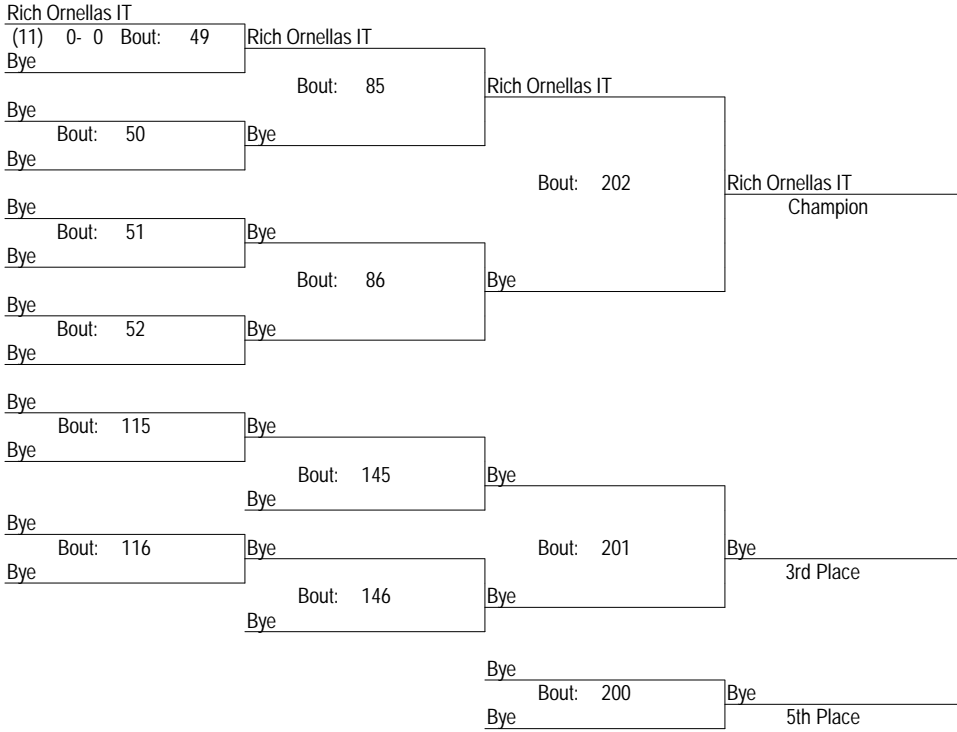 Rich Ornellas IT
(11) 0- 0 Bout: 49 Rich Ornellas IT
Bye
Bout: 85 Rich Ornellas IT
Bye
Bout: 50 Bye
Bye
Bout: 202 Rich Ornellas IT
Champion
Bye
Bout: 51 Bye
Bye
Bout: 86 Bye
Bye
Bout: 52 Bye
Bye
Bye
Bout: 115 Bye
Bye
Bout: 145 Bye
Bye
Bye
Bout: 116 Bye Bout: 201 Bye
Bye 3rd Place
Bout: 146 Bye
Bye
Bye
Bout: 200 Bye
Bye 5th Place